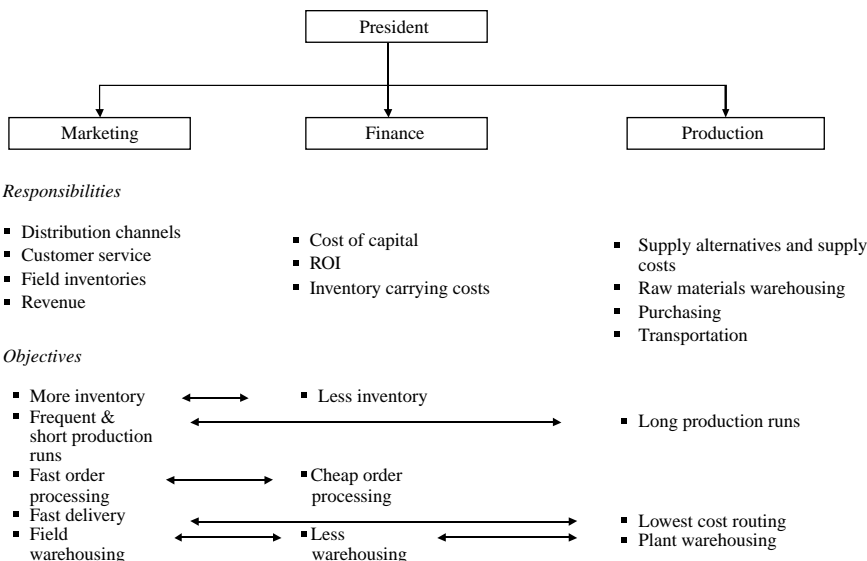 President
Marketing
Finance
Production
Responsibilities
▪ Distribution channels
▪ Customer service
▪ Field inventories
▪ Revenue
▪ Cost of capital
▪ ROI
▪ Inventory carrying costs
▪ Supply alternatives and supply
costs
▪ Raw materials warehousing
▪ Purchasing
▪ Transportation
Objectives
▪ More inventory
▪ Less inventory
▪ Frequent &
short production
runs
▪ Long production runs
▪ Fast order
processing
▪ Cheap order
processing
▪ Fast delivery
▪ Lowest cost routing
▪ Field
warehousing
▪ Less
warehousing
▪ Plant warehousing